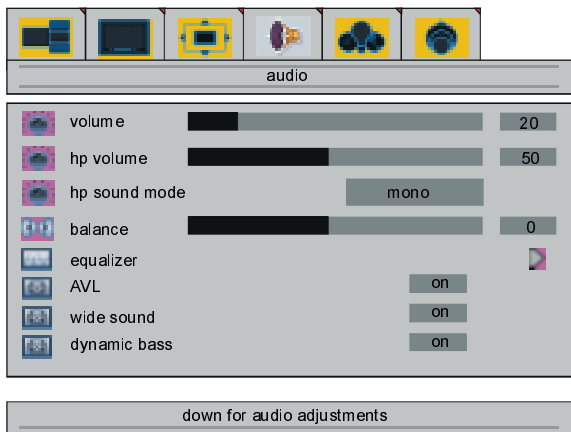 audio
volume 20
hp volume 50
hp sound mode mono
balance 0
equalizer
AVL on
wide sound on
dynamic bass on
down for audio adjustments